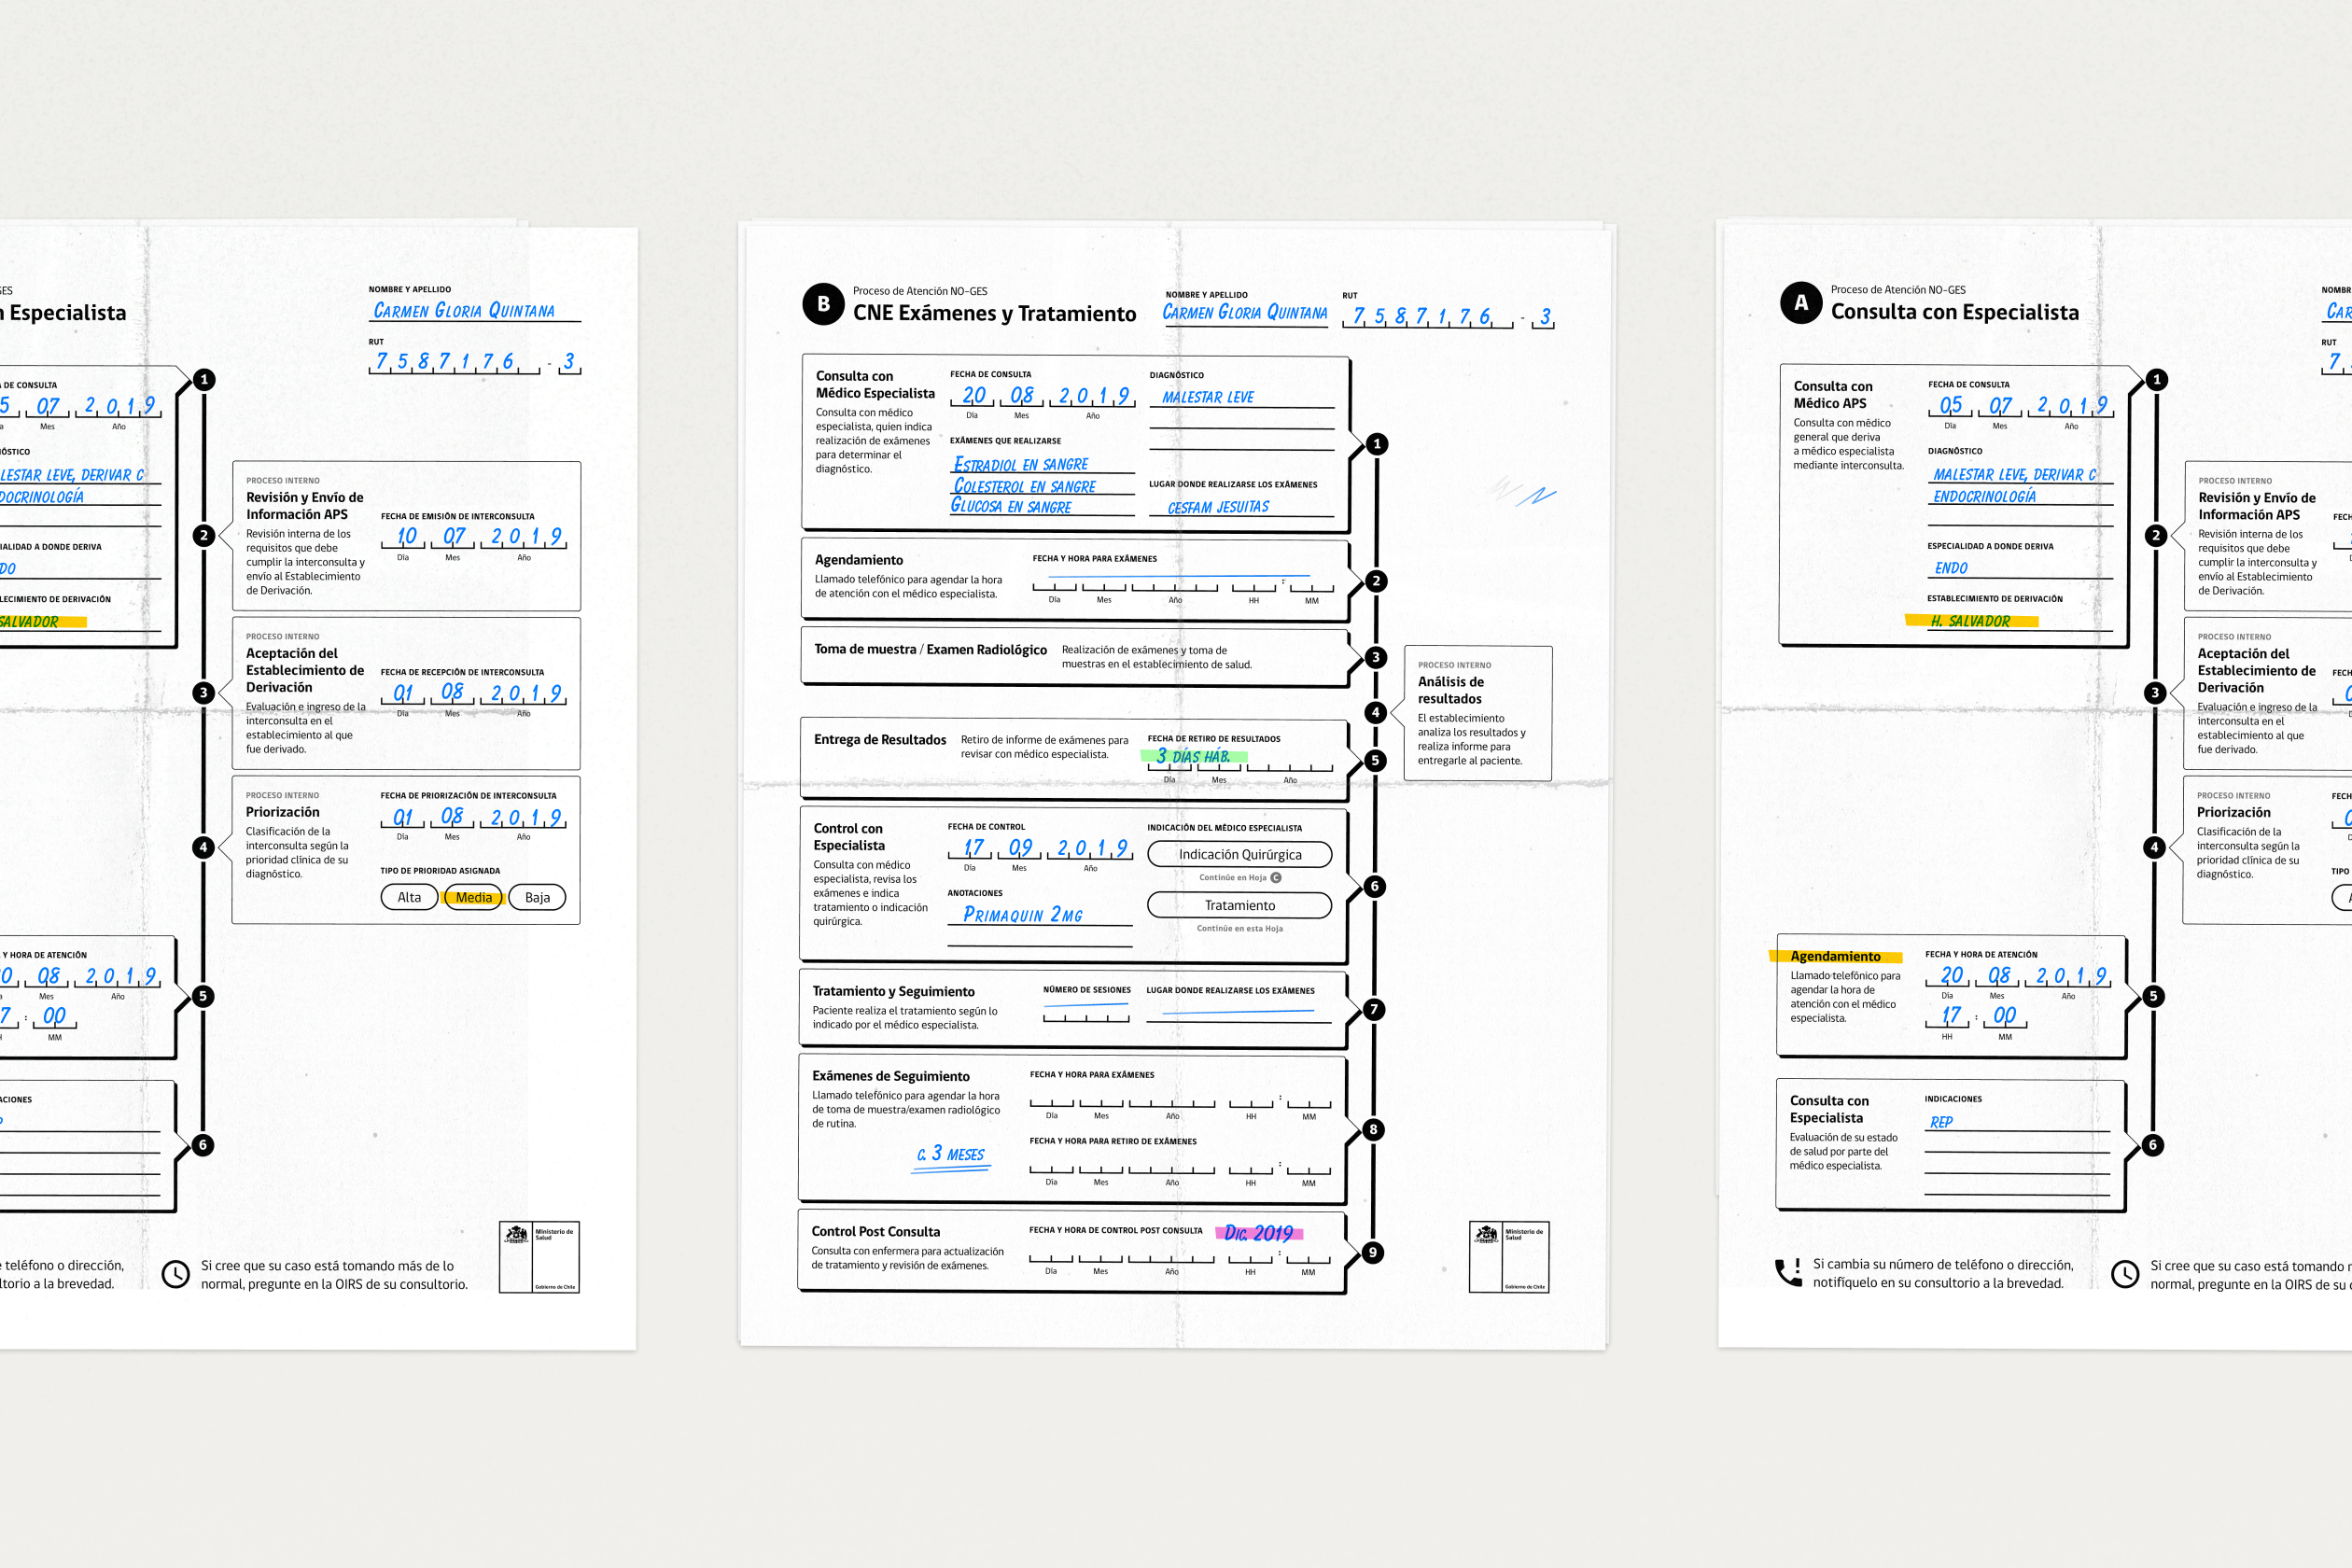 ES
n Especialista
NOMBRE Y APELLIDO
CARMEN GLORIA QUINTANA
RUT
7 5 8 7 1 7 6 - 3
1
A DE CONSULTA
5 07 2019
Mes Año
ÓSTICO
LESTAR LEVE, DERIVAR C
DOCRINOLOGÍA
IALIDAD A DONDE DERIVA
DO
LECIMIENTO DE DERIVACIÓN
SALVADOR
2
PROCESO INTERNO
Revisión y Envío de
Información APS
Revisión interna de los
requisitos que debe
cumplir la interconsulta y
envío al Establecimiento
de Derivación.
FECHA DE EMISIÓN DE INTERCONSULTA
10 07 2019
Día Mes Año
3
PROCESO INTERNO
Aceptación del
Establecimiento de
Derivación
Evaluación e ingreso de la
interconsulta en el
establecimiento al que
fue derivado.
FECHA DE RECEPCIÓN DE INTERCONSULTA
01 08 2019
Día Mes Año
4
PROCESO INTERNO
Priorización
Clasificación de la
interconsulta según la
prioridad clínica de su
diagnóstico.
FECHA DE PRIORIZACIÓN DE INTERCONSULTA
01 08 2019
Día Mes Año
TIPO DE PRIORIDAD ASIGNADA
Alta Media Baja
Y HORA DE ATENCIÓN
0 08 2019
Mes Año
7 : 00
MM
5
ACIONES
6
e teléfono o dirección,
ltorio a la brevedad.
Si cree que su caso está tomando más de lo
normal, pregunte en la OIRS de su consultorio.
Ministerio de
Salud
Gobierno de Chile
B
Proceso de Atención NO-GES
CNE Exámenes y Tratamiento
NOMBRE Y APELLIDO
CARMEN GLORIA QUINTANA
RUT
7 5 8 7 1 7 6 - 3
Consulta con
Médico Especialista
Consulta con médico
especialista, quien indica
realización de exámenes
para determinar el
diagnóstico.
FECHA DE CONSULTA
20 08 2019
Día Mes Año
EXÁMENES QUE REALIZARSE
ESTRADIOL EN SANGRE
COLESTEROL EN SANGRE
GLUCOSA EN SANGRE
DIAGNÓSTICO
MALESTAR LEVE
LUGAR DONDE REALIZARSE LOS EXÁMENES
CESFAM JESUITAS
1
Agendamiento
Llamado telefónico para agendar la hora
de atención con el médico especialista.
FECHA Y HORA PARA EXÁMENES
:
Día Mes Año HH MM
2
Toma de muestra / Examen Radiológico
Realización de exámenes y toma de
muestras en el establecimiento de salud.
3
4
PROCESO INTERNO
Análisis de
resultados
El establecimiento
analiza los resultados y
realiza informe para
entregarle al paciente.
Entrega de Resultados
Retiro de informe de exámenes para
revisar con médico especialista.
FECHA DE RETIRO DE RESULTADOS
3 DÍAS HÁB.
Día Mes Año
5
Control con
Especialista
Consulta con médico
especialista, revisa los
exámenes e indica
tratamiento o indicación
quirúrgica.
FECHA DE CONTROL
17 09 2019
Día Mes Año
ANOTACIONES
PRIMAQUIN 2MG
INDICACIÓN DEL MÉDICO ESPECIALISTA
Indicación Quirúrgica
Continúe en Hoja C
Tratamiento
Continúe en esta Hoja
6
Tratamiento y Seguimiento
Paciente realiza el tratamiento según lo
indicado por el médico especialista.
NÚMERO DE SESIONES
LUGAR DONDE REALIZARSE LOS EXÁMENES
7
Exámenes de Seguimiento
Llamado telefónico para agendar la hora
de toma de muestra/examen radiológico
de rutina.
C. 3 MESES
FECHA Y HORA PARA EXÁMENES
:
Día Mes Año HH MM
FECHA Y HORA PARA RETIRO DE EXÁMENES
:
Día Mes Año HH MM
8
Control Post Consulta
Consulta con enfermera para actualización
de tratamiento y revisión de exámenes.
FECHA Y HORA DE CONTROL POST CONSULTA
DIC. 2019
:
Día Mes Año HH MM
9
Ministerio de
Salud
Gobierno de Chile
A
Proceso de Atención NO-GES
Consulta con Especialista
NOMBR
CAR
RUT
7
Consulta con
Médico APS
Consulta con médico
general que deriva
a médico especialista
mediante interconsulta.
FECHA DE CONSULTA
05 07 2019
Día Mes Año
DIAGNÓSTICO
MALESTAR LEVE, DERIVAR C
ENDOCRINOLOGÍA
ESPECIALIDAD A DONDE DERIVA
ENDO
ESTABLECIMIENTO DE DERIVACIÓN
H. SALVADOR
1
2
PROCESO INTERNO
Revisión y Envío de
Información APS
Revisión interna de los
requisitos que debe
cumplir la interconsulta y
envío al Establecimiento
de Derivación.
FECH
3
PROCESO INTERNO
Aceptación del
Establecimiento de
Derivación
Evaluación e ingreso de la
interconsulta en el
establecimiento al que
fue derivado.
FECH
4
PROCESO INTERNO
Priorización
Clasificación de la
interconsulta según la
prioridad clínica de su
diagnóstico.
FECH
TIPO
Agendamiento
Llamado telefónico para
agendar la hora de
atención con el médico
especialista.
FECHA Y HORA DE ATENCIÓN
20 08 2019
Día Mes Año
17 : 00
HH MM
5
Consulta con
Especialista
Evaluación de su estado
de salud por parte del
médico especialista.
INDICACIONES
REP
6
Si cambia su número de teléfono o dirección,
notifíquelo en su consultorio a la brevedad.
Si cree que su caso está tomando
normal, pregunte en la OIRS de su